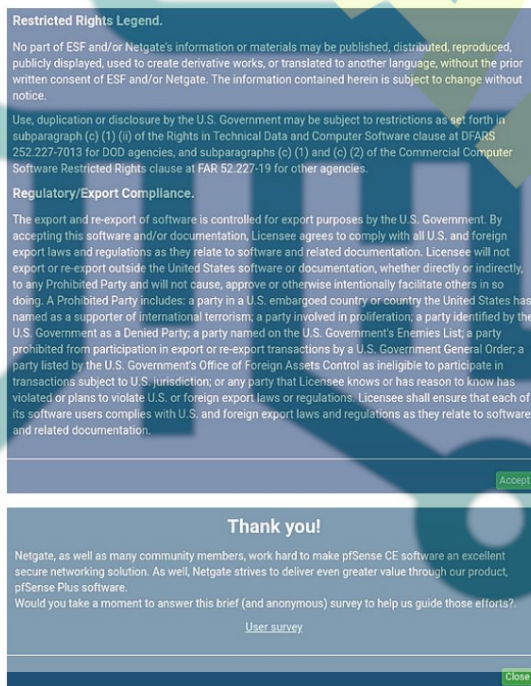 Restricted Rights Legend.
No part of ESF and/or Netgate's information or materials may be published, distributed, reproduced,
publicly displayed, used to create derivative works, or translated to another language, without the prior
written consent of ESF and/or Netgate. The information contained herein is subject to change without
notice.
Use, duplication or disclosure by the U.S. Government may be subject to restrictions as set forth in
subparagraph (c) (1) (ii) of the Rights in Technical Data and Computer Software clause at DFARS
252.227-7013 for DOD agencies, and subparagraphs (c) (1) and (c) (2) of the Commercial Computer
Software Restricted Rights clause at FAR 52.227-19 for other agencies.
Regulatory/Export Compliance.
The export and re-export of software is controlled for export purposes by the U.S. Government. By
accepting this software and/or documentation, Licensee agrees to comply with all U.S. and foreign
export laws and regulations as they relate to software and related documentation. Licensee will not
export or re-export outside the United States software or documentation, whether directly or indirectly,
to any Prohibited Party and will not cause, approve or otherwise intentionally facilitate others in so
doing. A Prohibited Party includes: a party in a U.S. embargoed country or country the United States has
named as a supporter of international terrorism; a party involved in proliferation; a party identified by the
U.S. Government as a Denied Party; a party named on the U.S. Government's Enemies List; a party
prohibited from participation in export or re-export transactions by a U.S. Government General Order; a
party listed by the U.S. Government's Office of Foreign Assets Control as ineligible to participate in
transactions subject to U.S. jurisdiction; or any party that Licensee knows or has reason to know has
violated or plans to violate U.S. or foreign export laws or regulations. Licensee shall ensure that each of
its software users complies with U.S. and foreign export laws and regulations as they relate to software
and related documentation.
Accept
Thank you!
Netgate, as well as many community members, work hard to make pfSense CE software an excellent
secure networking solution. As well, Netgate strives to deliver even greater value through our product,
pfSense Plus software.
Would you take a moment to answer this brief (and anonymous) survey to help us guide those efforts?.
User survey
Close